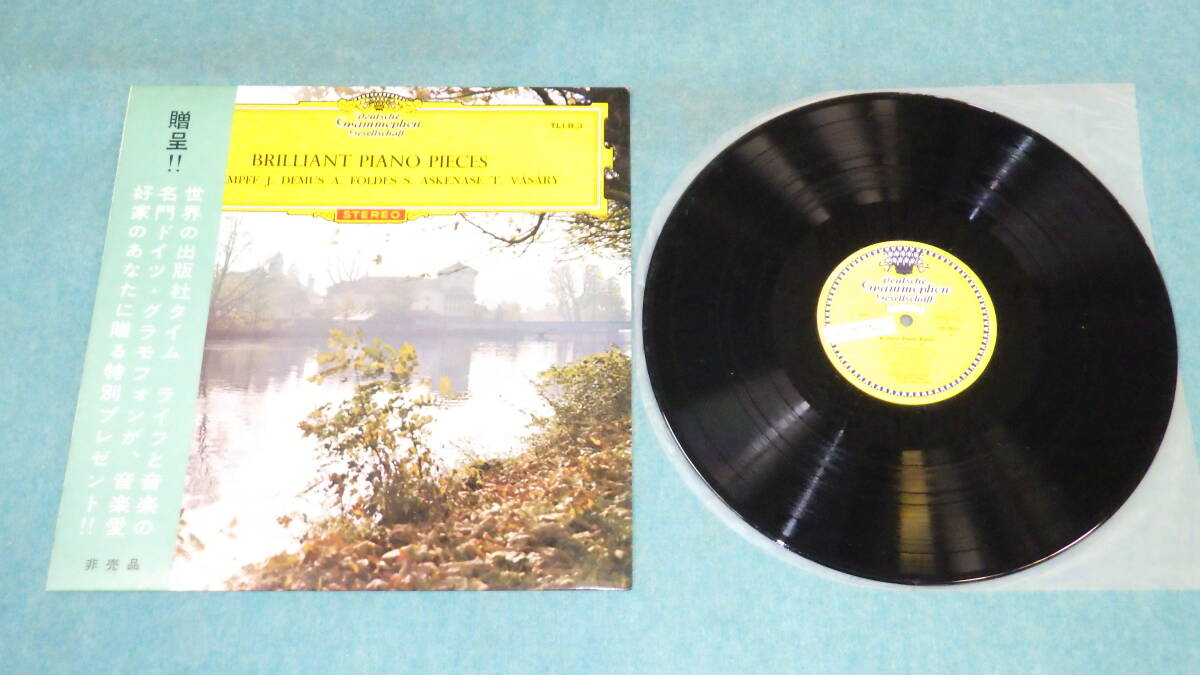 贈呈!!
世界の出版社タイム ライフと音楽の
名門ドイツ・グラモフォンが、音楽愛
好家のあなたに贈る特別プレゼント!!
非売品
Deutsche
Grammophon
Gesellschaft
TLI-B-3
BRILLIANT PIANO PIECES
EMPFF J. DEMUS A. FOLDES S. ASKENASE T. VÁSÁRY
STEREO
Deutsche
Grammophon
Gesellschaft
Brilliant Piano Pieces